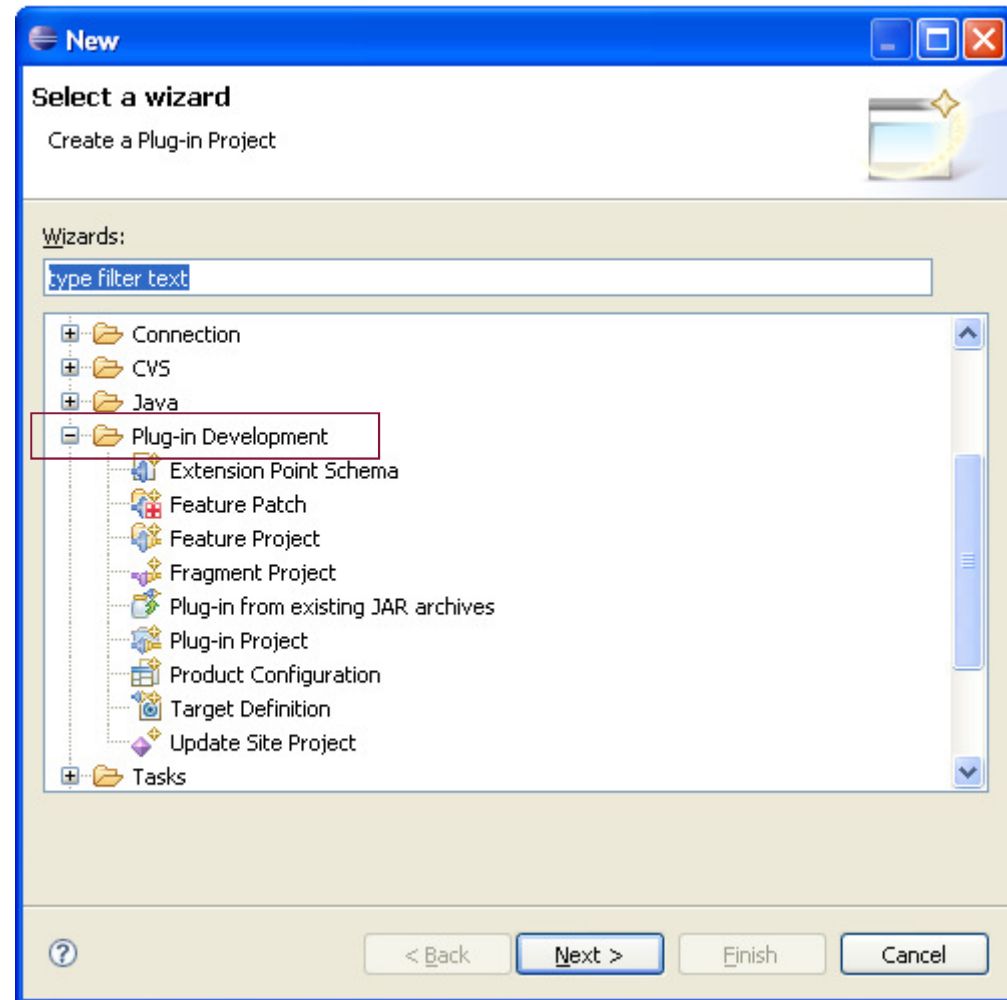 New
Select a wizard
Create a Plug-in Project
Wizards:
type filter text
Connection
CVS
Java
Plug-in Development
Extension Point Schema
Feature Patch
Feature Project
Fragment Project
Plug-in from existing JAR archives
Plug-in Project
Product Configuration
Target Definition
Update Site Project
Tasks
? < Back Next > Finish Cancel